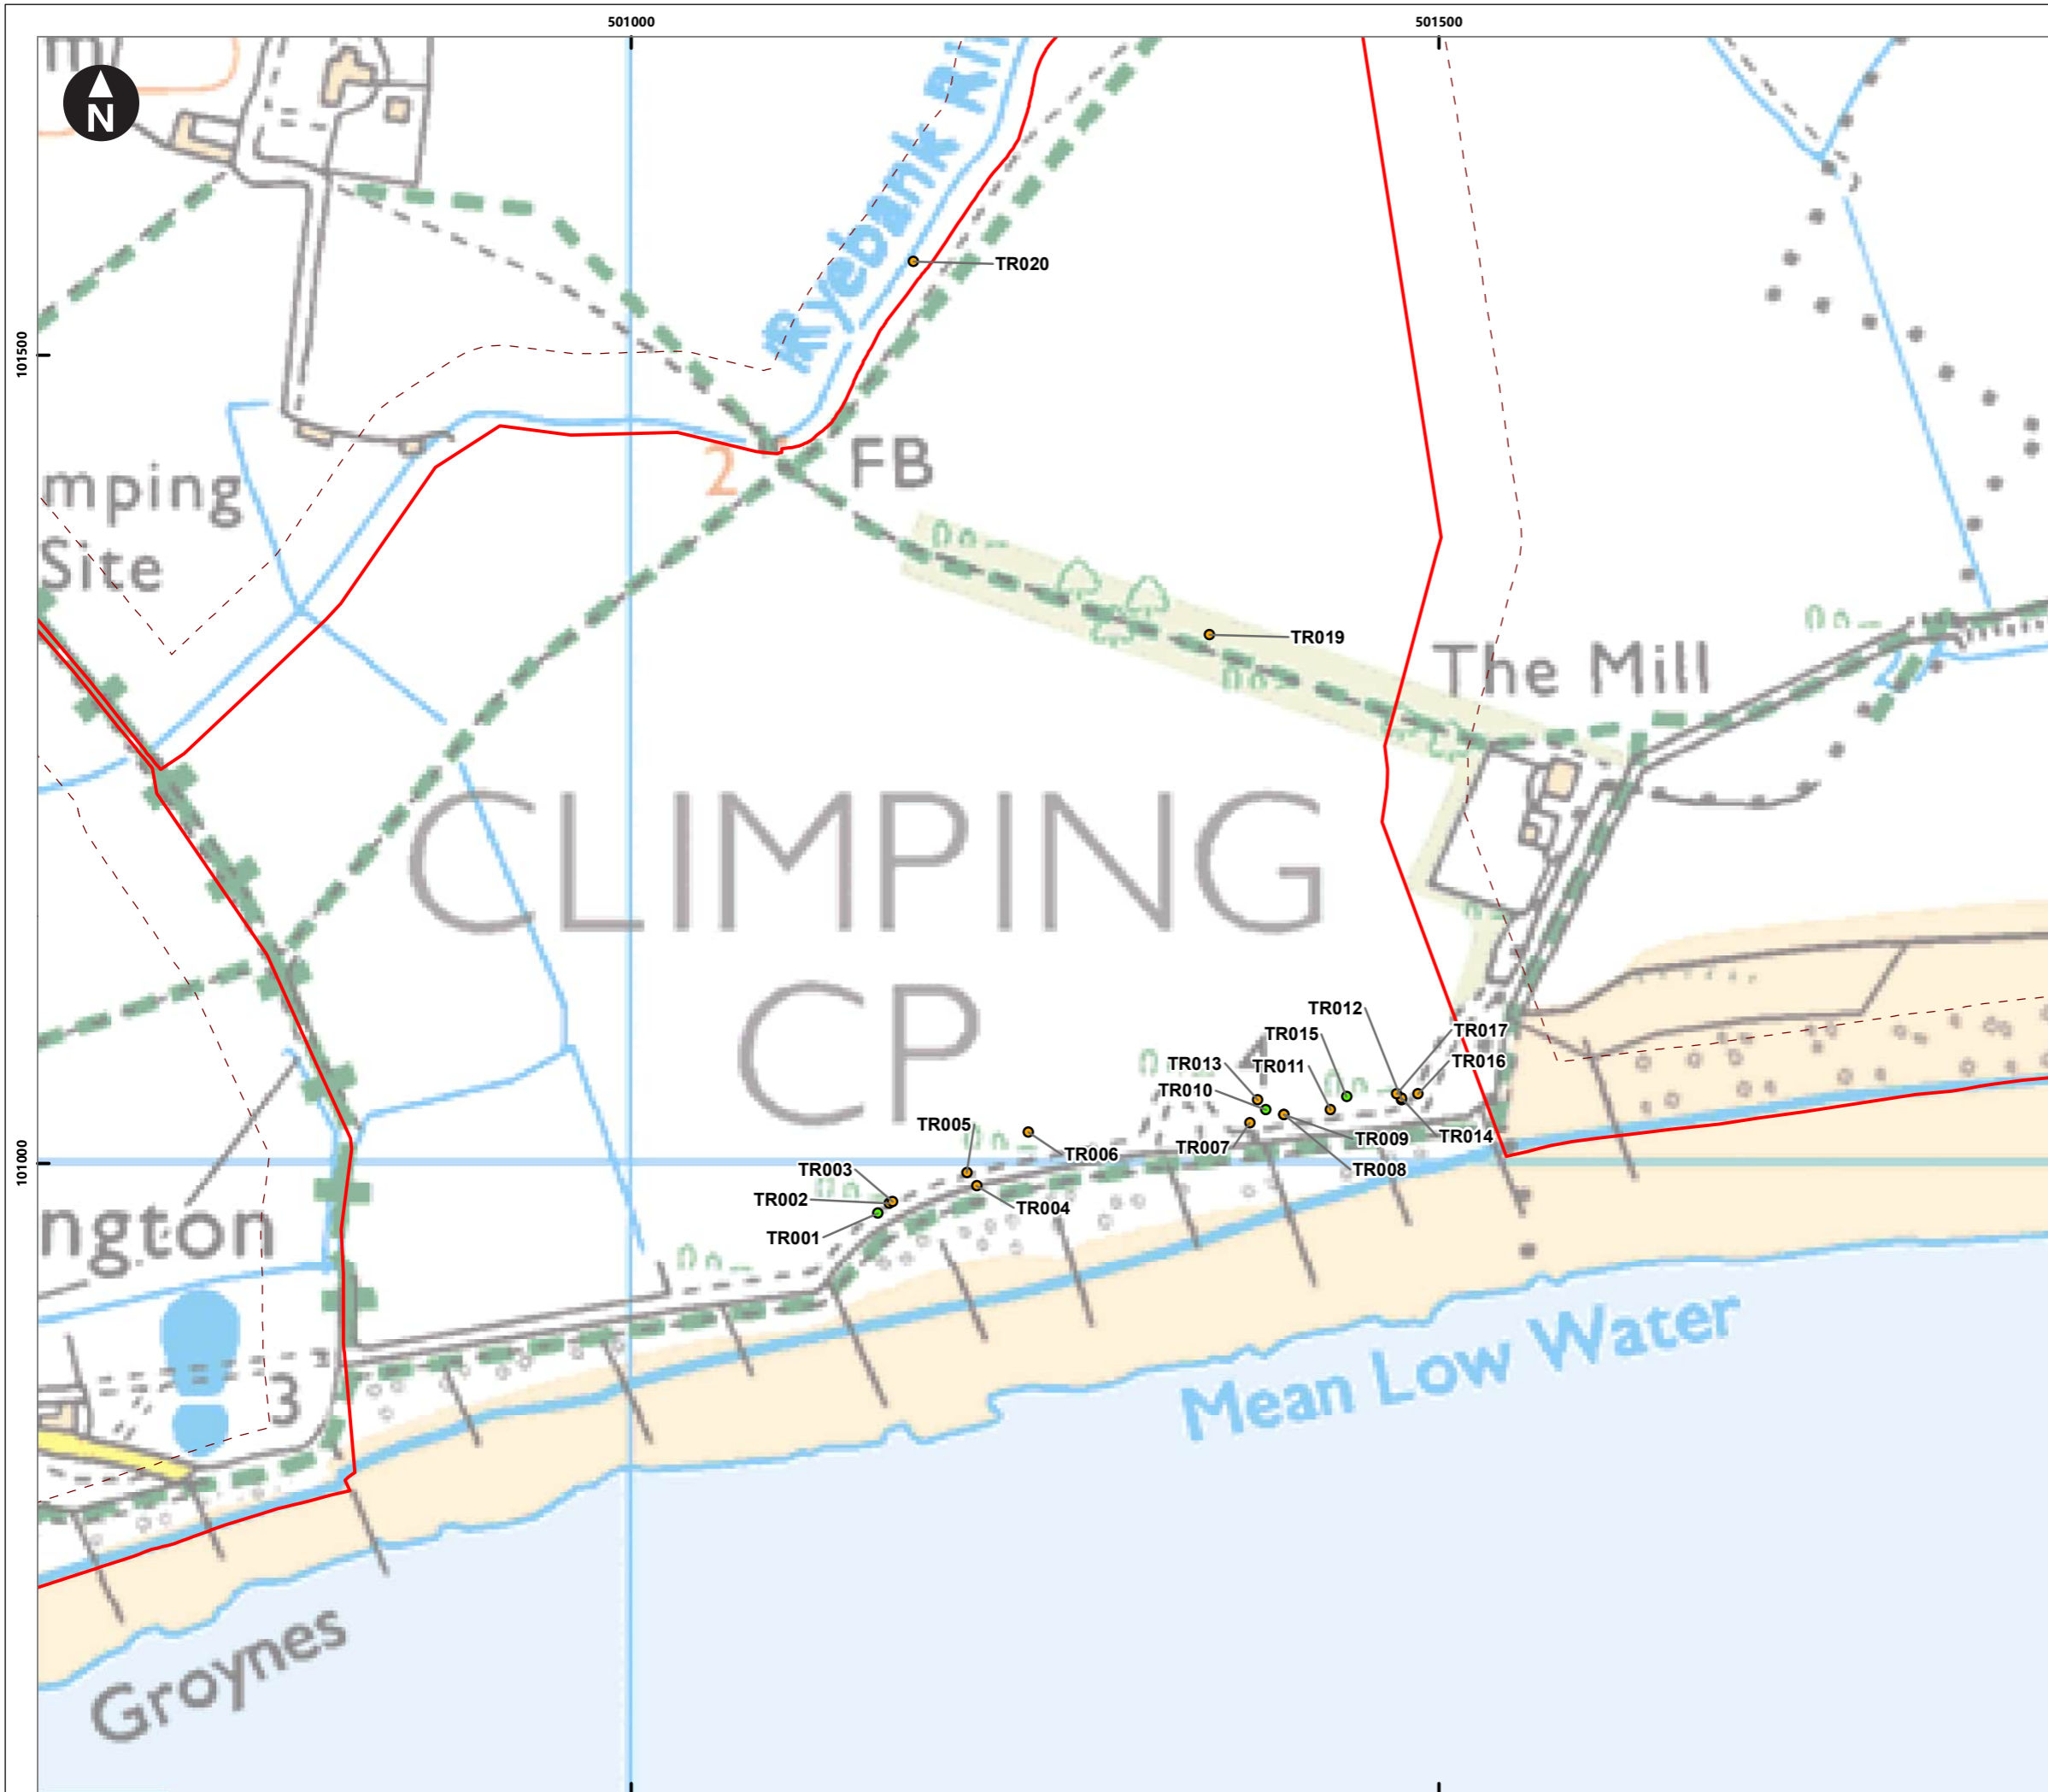 501000
501500
N
Ryebank Ri
TR020
101500
FB
2
mping
Site
TR019
The Mill
CLIMPING
CP
TR012
TR017
TR015
TR016
TR013
TR011
TR010
TR005
TR014
TR009
TR007
TR006
TR008
101000
TR003
TR002
TR004
TR001
ngton
3
Mean Low Water
Groynes